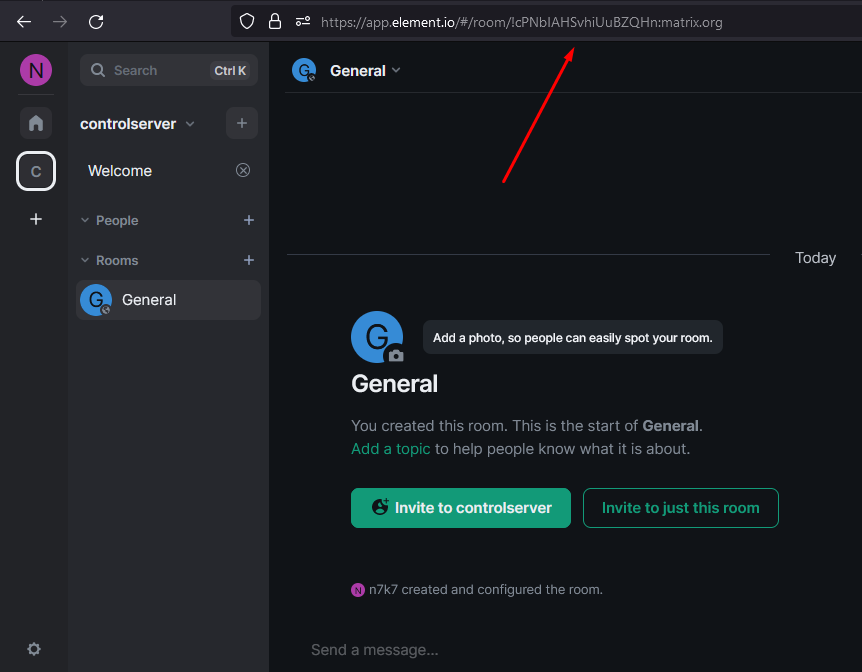 https://app.element.io/#/room/!cPNbIAHSvhiUuBZQHn:matrix.org
N
Search
Ctrl K
G
General
controlserver
+
C
Welcome
+
People
+
Rooms
+
G
General
Today
G
Add a photo, so people can easily spot your room.
General
You created this room. This is the start of General.
Add a topic to help people know what it is about.
Invite to controlserver
Invite to just this room
N n7k7 created and configured the room.
Send a message...